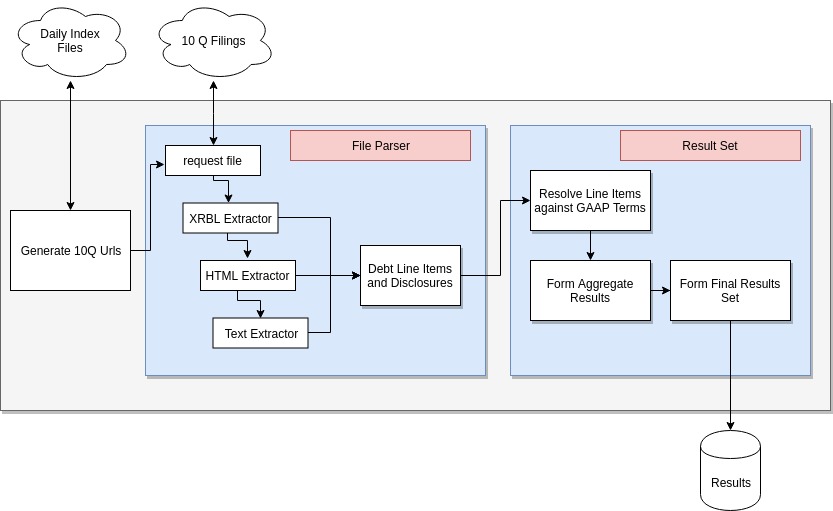 Daily Index
Files
10 Q Filings
File Parser
Result Set
request file
Generate 10Q Urls
XRBL Extractor
HTML Extractor
Text Extractor
Debt Line Items
and Disclosures
Resolve Line Items
against GAAP Terms
Form Aggregate
Results
Form Final Results
Set
Results